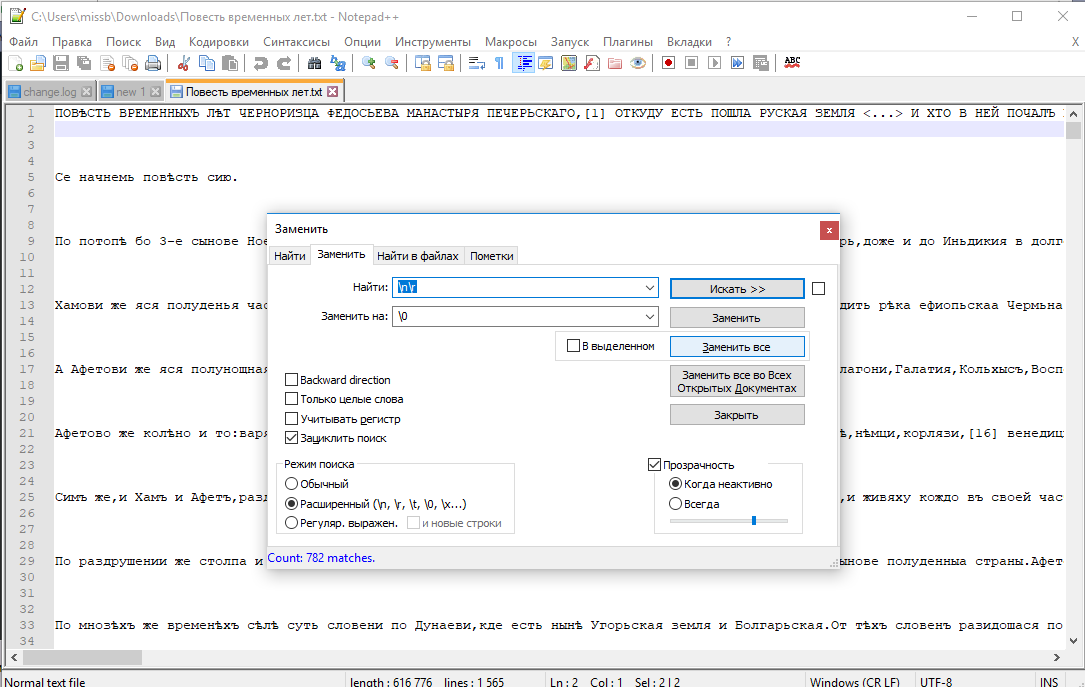 C:\Users\missb\Downloads\Повесть временных лет.txt - Notepad++
Файл Правка Поиск Вид Кодировки Синтаксисы Опции Инструменты Макросы Запуск Плагины Вкладки ? X
ABC
change.log new 1 Повесть временных лет.txt
1 ПОВѢСТЬ ВРЕМЕННЫХЪ ЛѢТ ЧЕРНОРИЗЦА ФЕДОСЬЕВА МАНАСТЫРЯ ПЕЧЕРЬСКАГО,[1] ОТКУДУ ЕСТЬ ПОШЛА РУСКАЯ ЗЕМЛЯ <...> И ХТО В НЕЙ ПОЧАЛЪ
2
3
4
5 Се начнемь повѣсть сию.
6
7
8
9 По потопѣ бо 3-е сынове Ное рь,доже и до Иньдикия в долг
10
11
12
13 Хамови же яся полуденья час дить рѣка ефиопьскаа Чермьна
14
15
16
17 А Афетови же яся полунощная лагони,Галатия,Кольхысъ,Восп
18
19
20
21 Афетово же колѣно и то:варя ѣ,нѣмци,корлязи,[16] венедиц
22
23
24
25 Симъ же,и Хамъ и Афетъ,разд ,и живяху кождо въ своей час
26
27
28
29 По раздрушении же столпа и ынове полуденныа страны.Афет
30
31
32
33 По мнозѣхъ же временѣхъ сѣлѣ суть словени по Дунаеви,кде есть нынѣ Угорьская земля и Волгарьская.От тѣхъ словенъ разидошася по
34
Заменить
Найти Заменить Найти в файлах Пометки
Найти: \n\r Искать >>
Заменить на: \0 Заменить
В выделенном Заменить все
Backward direction Заменить все во Всех
Открытых Документах
Только целые слова
Учитывать регистр Закрыть
Зациклить поиск
Режим поиска Прозрачность
Обычный Когда неактивно
Расширенный (\n, \r, \t, \0, \x...) Всегда
Регуляр. выражен. и новые строки
Count: 782 matches.
Normal text file length : 616 776 lines : 1 565 Ln : 2 Col : 1 Sel : 2 | 2 Windows (CR LF) UTF-8 INS